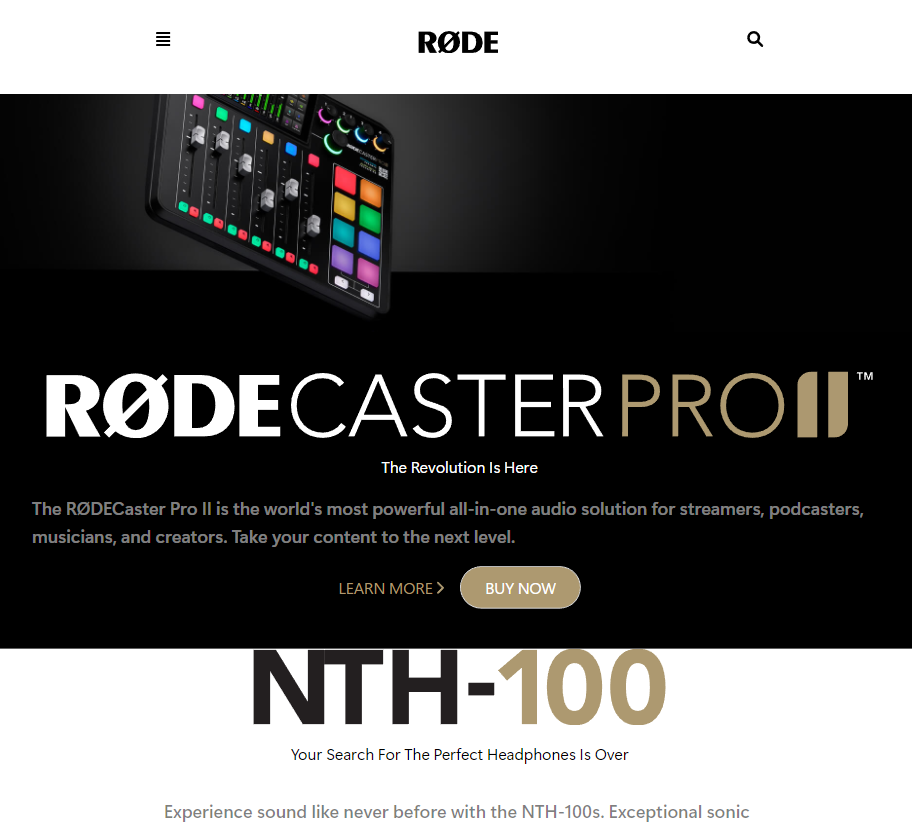 RØDE
RØDECASTERPROII™
The Revolution Is Here
The RØDECaster Pro II is the world's most powerful all-in-one audio solution for streamers, podcasters,
musicians, and creators. Take your content to the next level.
LEARN MORE
BUY NOW
NTH-100
Your Search For The Perfect Headphones Is Over
Experience sound like never before with the NTH-100s. Exceptional sonic